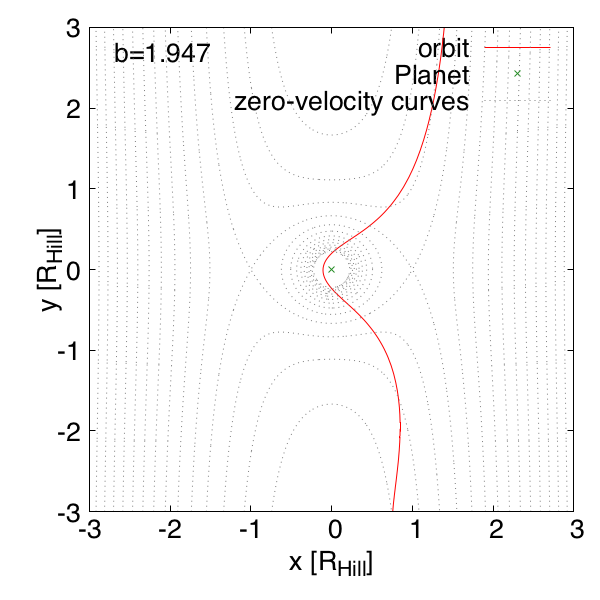 b=1.947
orbit
Planet
zero-velocity curves
3
2
1
0
-1
-2
-3
y [R_Hill]
-3 -2 -1 0 1 2 3
x [R_Hill]